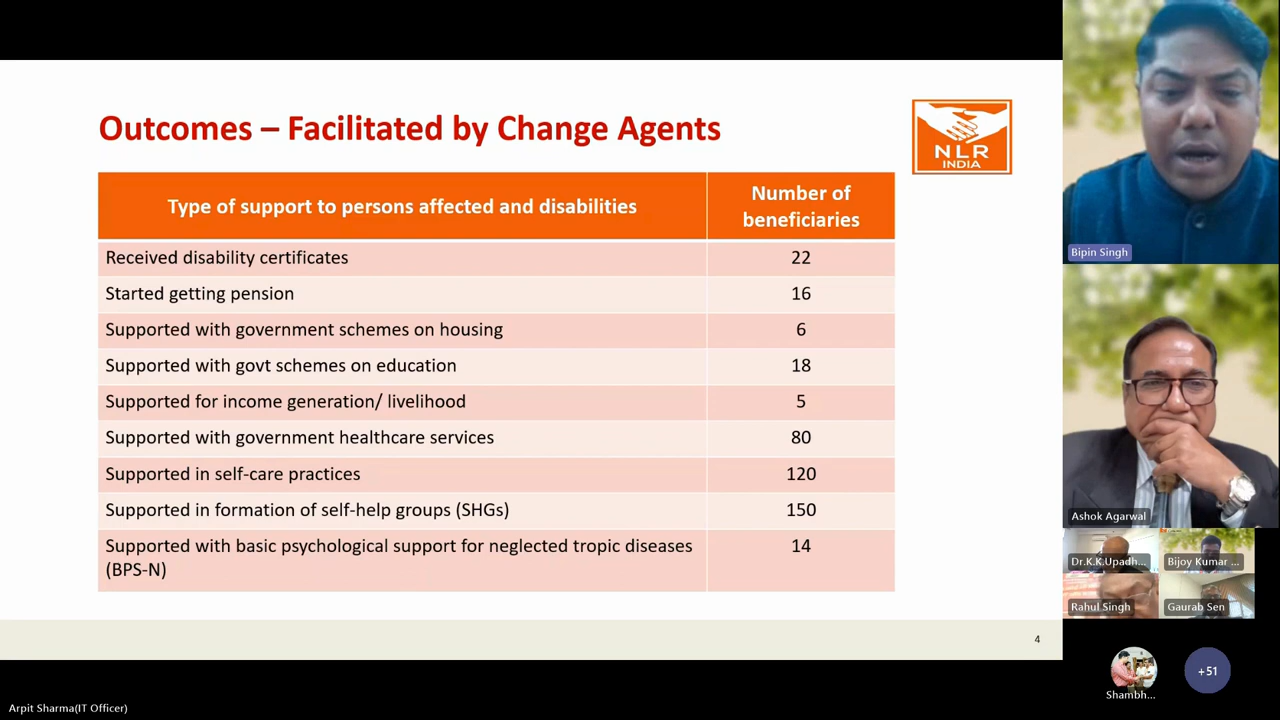 Outcomes – Facilitated by Change Agents
NLR
INDIA
Type of support to persons affected and disabilities
Number of
beneficiaries
Received disability certificates 22
Started getting pension 16
Supported with government schemes on housing 6
Supported with govt schemes on education 18
Supported for income generation/ livelihood 5
Supported with government healthcare services 80
Supported in self-care practices 120
Supported in formation of self-help groups (SHGs) 150
Supported with basic psychological support for neglected tropic diseases 14
(BPS-N)
4
Bipin Singh
Ashok Agarwal
Dr.K.K.Upadh...
Bijoy Kumar ...
Rahul Singh
Gaurab Sen
Shambh...
+51
Arpit Sharma(IT Officer)